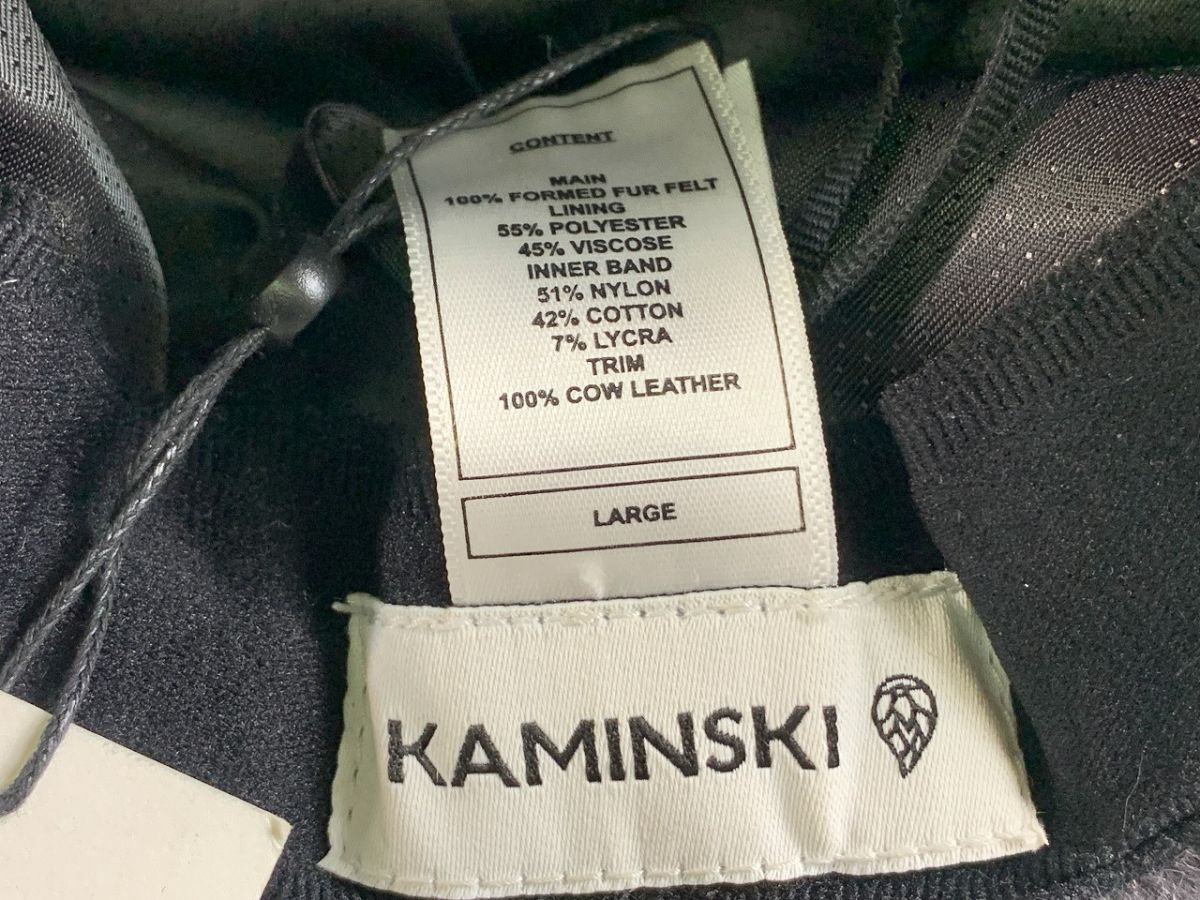 CONTENT
MAIN
100% FORMED FUR FELT
LINING
55% POLYESTER
45% VISCOSE
INNER BAND
51% NYLON
42% COTTON
7% LYCRA
TRIM
100% COW LEATHER
LARGE
KAMINSKI